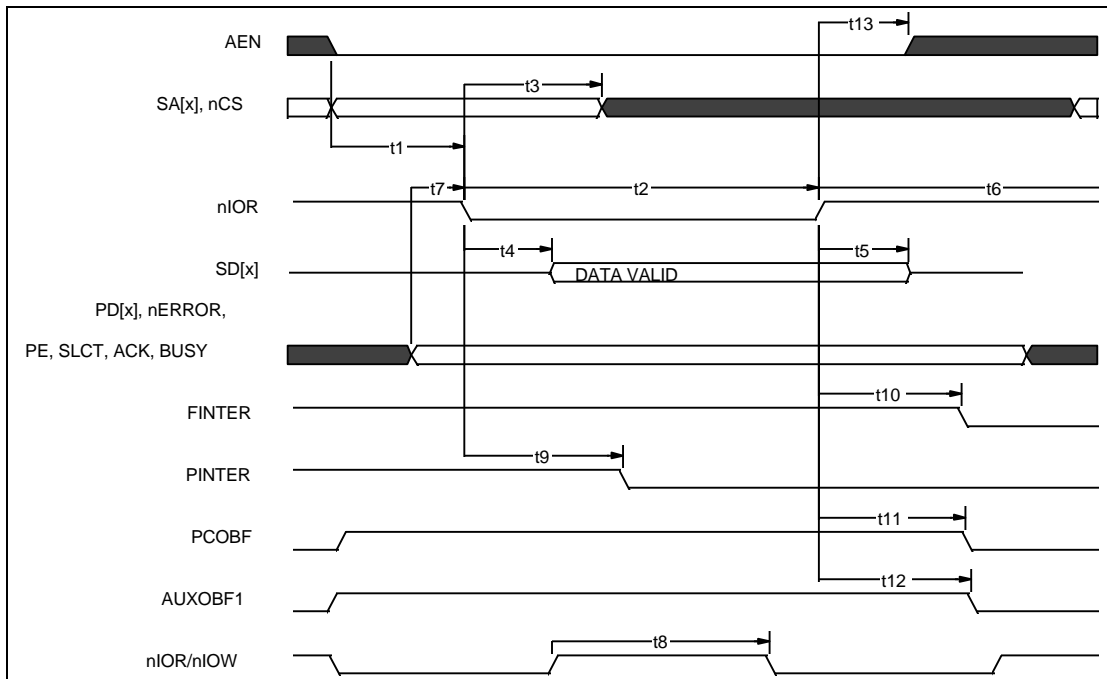 t13
AEN
t3
SA[x], nCS
t1
t7
t2
t6
nIOR
t4
t5
SD[x]
DATA VALID
PD[x], nERROR,
PE, SLCT, ACK, BUSY
t10
FINTER
t9
PINTER
t11
PCOBF
t12
AUXOBF1
t8
nIOR/nIOW